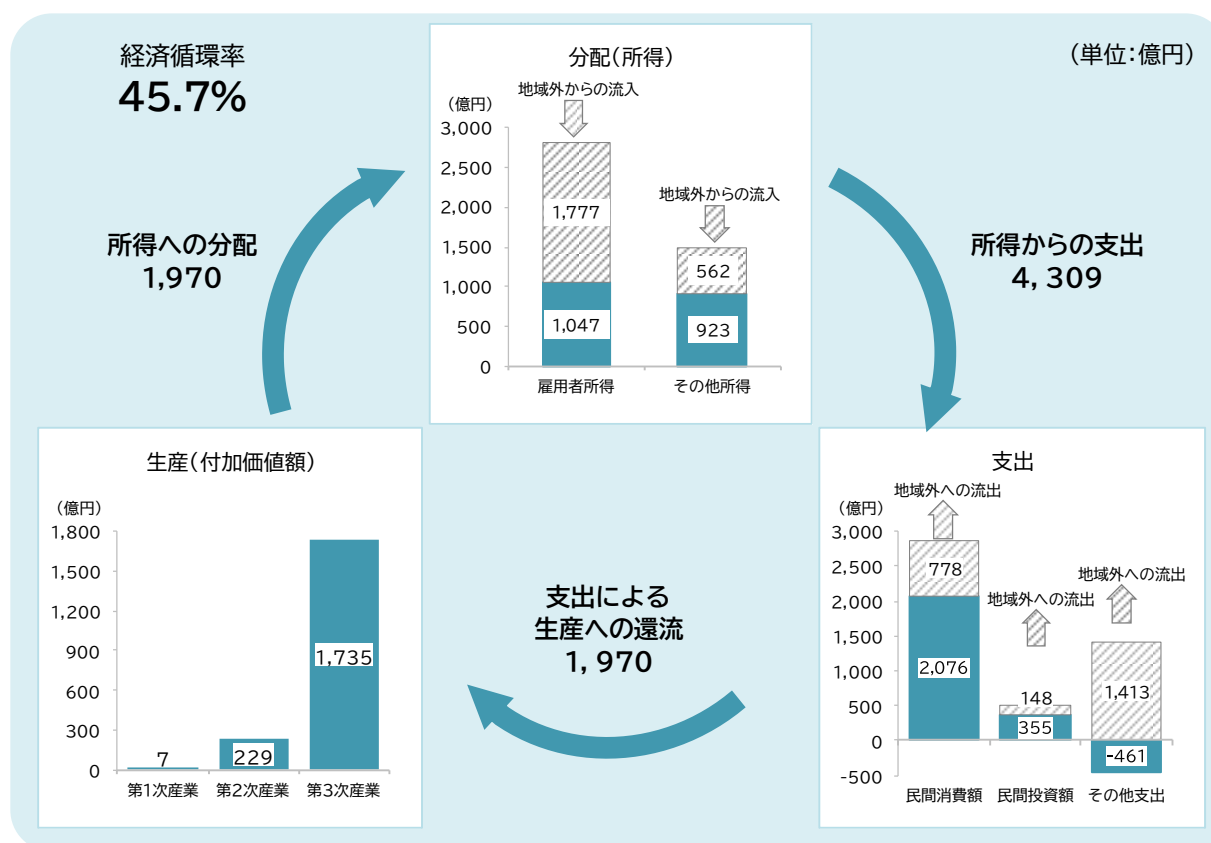 経済循環率
45.7%
(単位:億円)
分配(所得)
地域外からの流入
(億円)
3,000
2,500
2,000
1,500
1,000
500
0
1,777
1,047
地域外からの流入
562
923
雇用者所得
その他所得
所得への分配
1,970
所得からの支出
4,309
生産(付加価値額)
(億円)
1,800
1,500
1,200
900
600
300
0
7
229
1,735
第1次産業
第2次産業
第3次産業
支出による
生産への還流
1,970
支出
地域外への流出
(億円)
3,000
2,500
2,000
1,500
1,000
500
0
-500
778
2,076
地域外への流出
148
355
地域外への流出
1,413
-461
民間消費額
民間投資額
その他支出